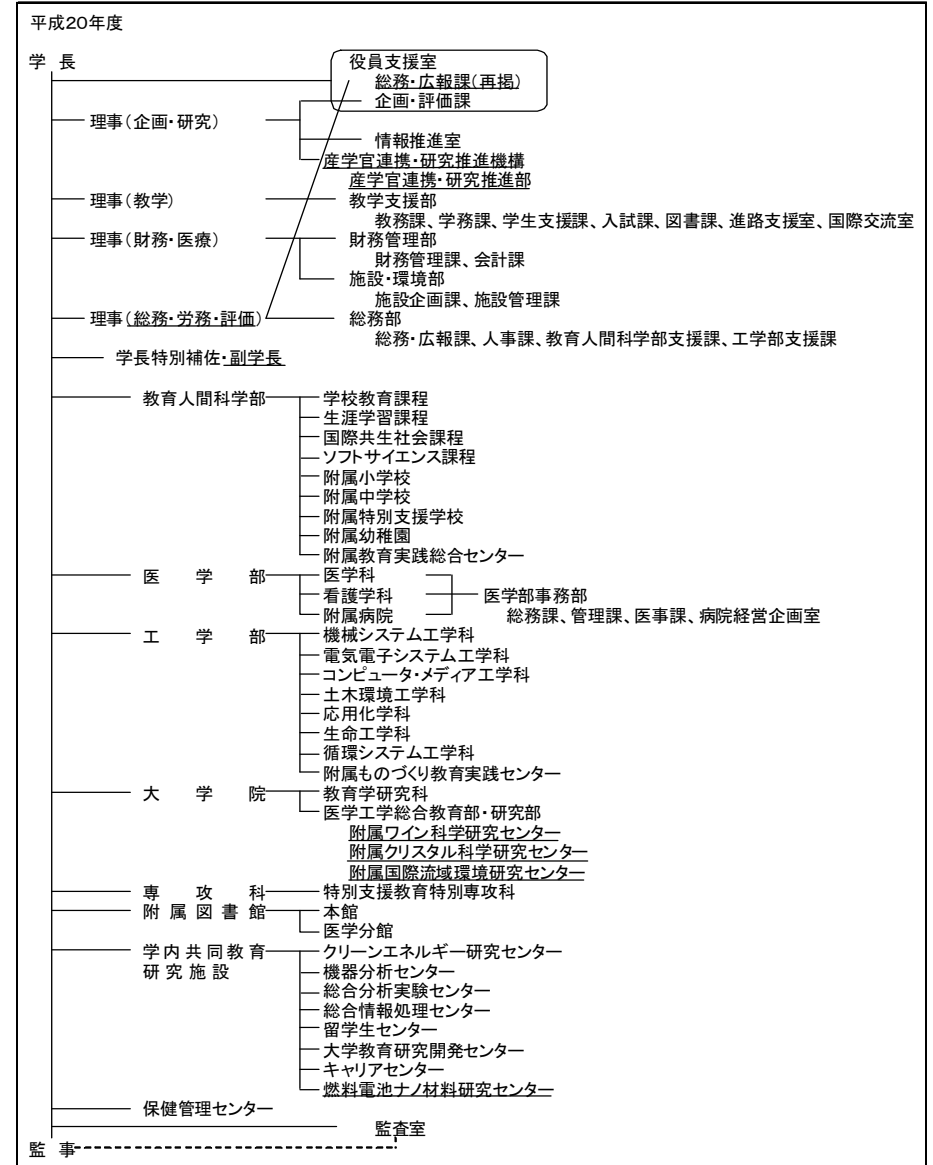 平成20年度
学 長
役員支援室
総務・広報課(再掲)
企画・評価課
理事(企画・研究)
情報推進室
産学官連携・研究推進機構
産学官連携・研究推進部
理事(教学)
教学支援部
教務課、学務課、学生支援課、入試課、図書課、進路支援室、国際交流室
理事(財務・医療)
財務管理部
財務管理課、会計課
施設・環境部
施設企画課、施設管理課
理事(総務・労務・評価)
総務部
総務・広報課、人事課、教育人間科学部支援課、工学部支援課
学長特別補佐・副学長
教育人間科学部
学校教育課程
生涯学習課程
国際共生社会課程
ソフトサイエンス課程
附属小学校
附属中学校
附属特別支援学校
附属幼稚園
附属教育実践総合センター
医 学 部
医学科
看護学科
附属病院
医学部事務部
総務課、管理課、医事課、病院経営企画室
工 学 部
機械システム工学科
電気電子システム工学科
コンピュータ・メディア工学科
土木環境工学科
応用化学科
生命工学科
循環システム工学科
附属ものづくり教育実践センター
大 学 院
教育学研究科
医学工学総合教育部・研究部
附属ワイン科学研究センター
附属クリスタル科学研究センター
附属国際流域環境研究センター
専 攻 科
特別支援教育特別専攻科
附 属 図 書 館
本館
医学分館
学内共同教育
研究施設
クリーンエネルギー研究センター
機器分析センター
総合分析実験センター
総合情報処理センター
留学生センター
大学教育研究開発センター
キャリアセンター
燃料電池ナノ材料研究センター
保健管理センター
監査室
監 事